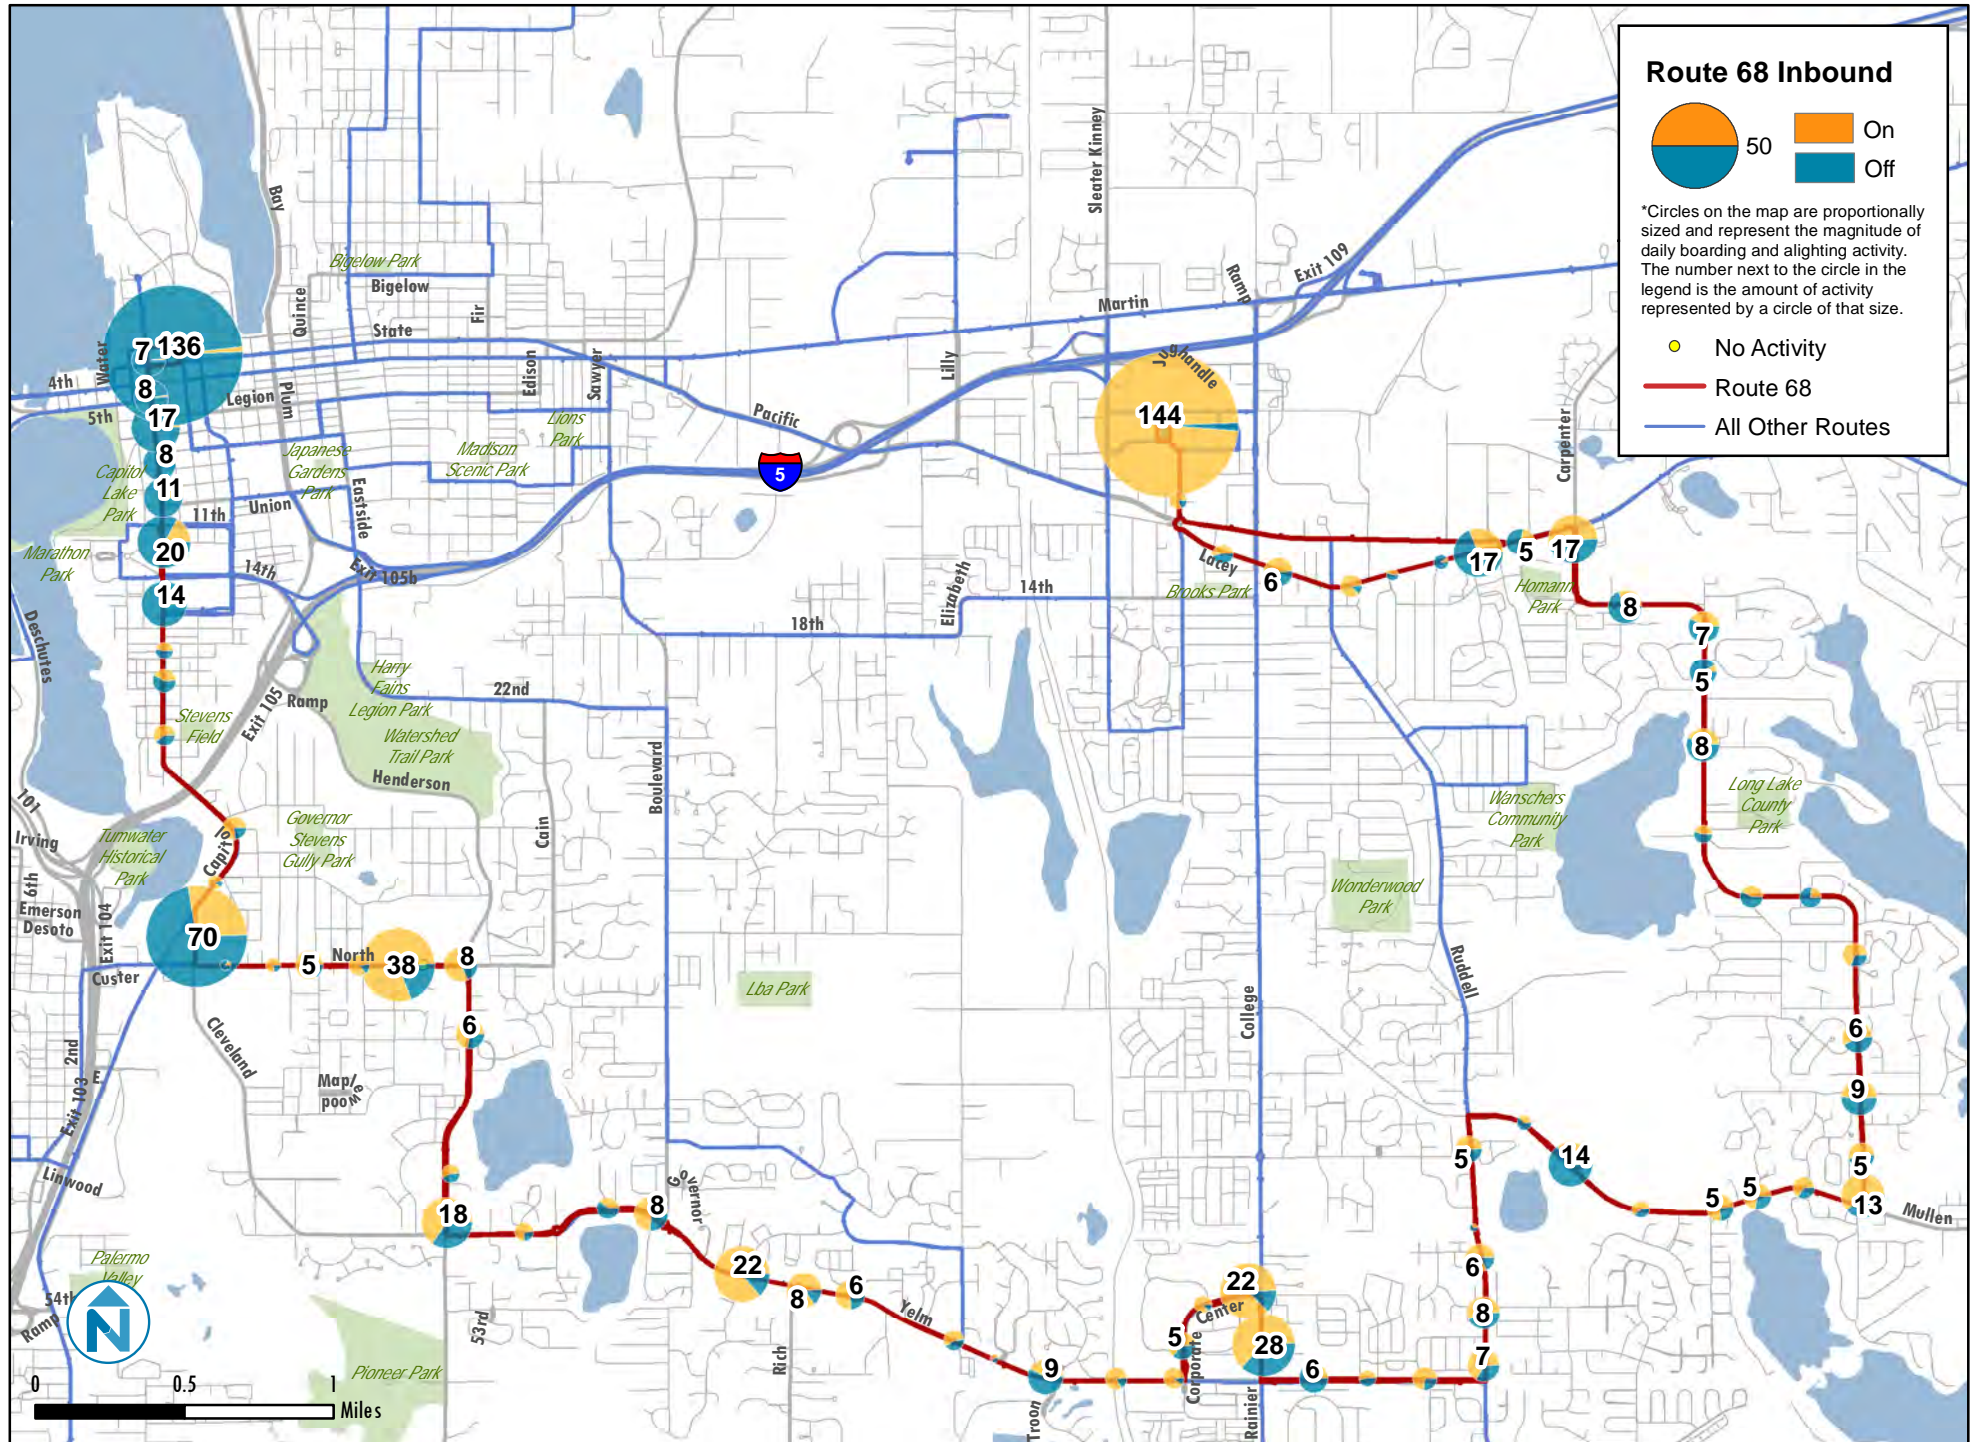 Route 68 Inbound
50
On
Off
*Circles on the map are proportionally
sized and represent the magnitude of
daily boarding and alighting activity.
The number next to the circle in the
legend is the amount of activity
represented by a circle of that size.
No Activity
Route 68
All Other Routes
Sleater Kinney
Bay
Bigelow Park
Bigelow
Quince
Fir
State
Ramp
Exit 109
Martin
Water
7
136
4th
8
5th
Legion
Plum
Edison
Sawyer
Lilly
Jughandle
144
17
Pacific
Lions
Park
Japanese
Gardens
Park
Madison
Scenic Park
5
Carpenter
Capitol
Lake
Park
8
11
11th
Union
Eastside
20
Marathon
Park
14th
Exit 105b
14
Lacey
6
17
5
17
Brooks Park
Homann
Park
8
7
Elizabeth
14th
18th
Deschutes
Harry
Fains
Legion Park
22nd
Ramp
Exit 105
Stevens
Field
Watershed
Trail Park
Henderson
Boulevard
5
8
Long Lake
County
Park
Wanschers
Community
Park
101
Irving
Tumwater
Historical
Park
Capitol
Governor
Stevens
Gully Park
Cain
6th
Emerson
Desoto
Exit 104
70
Wonderwood
Park
Custer
5
North
38
8
Lba Park
Ruddell
College
6
Cleveland
2nd
E
Maplewood
Exit 103
Linwood
6
9
5
13
Mullen
5
14
5
5
18
8
Governor
22
8
6
Yelm
Palermo
Valley
54th
Ramp
N
53rd
Pioneer Park
Rich
9
Troon
5
Corporate
Center
22
28
Rainier
6
6
8
7
0
0.5
1
Miles